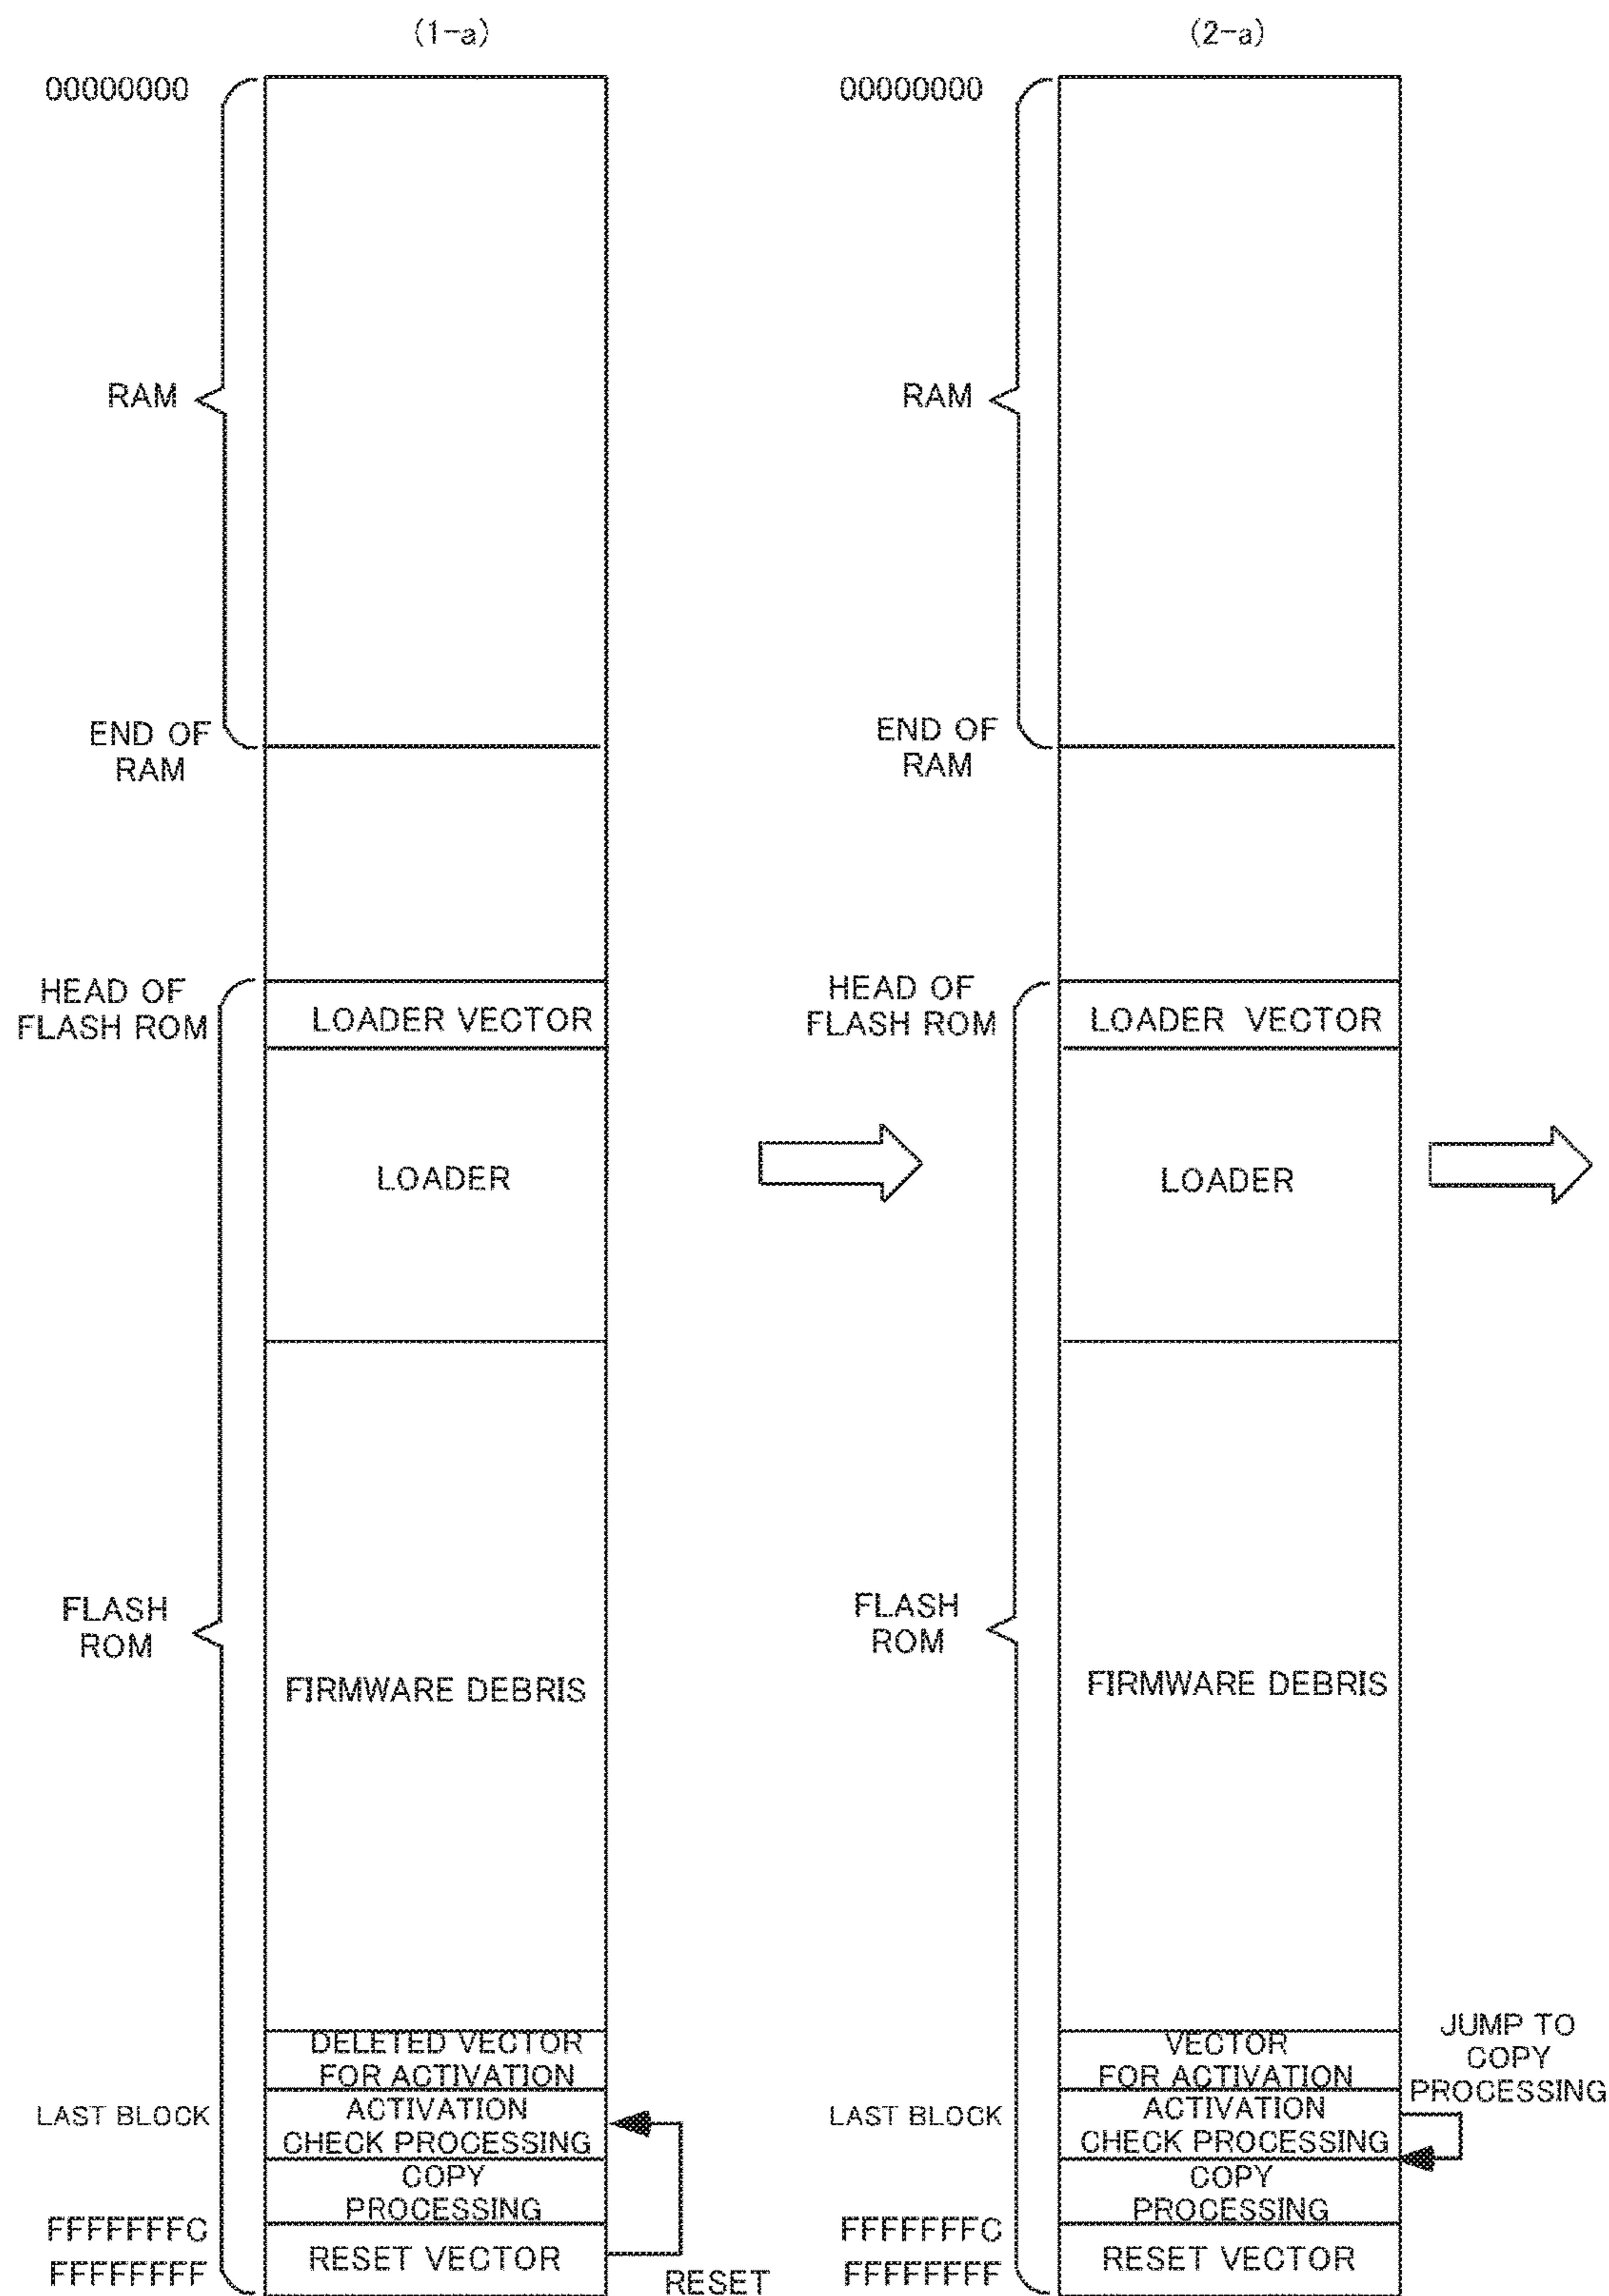 (1-a)
00000000
RAM
END OF
RAM
HEAD OF
FLASH ROM
LOADER VECTOR
LOADER
FLASH
ROM
FIRMWARE DEBRIS
DELETED VECTOR
FOR ACTIVATION
LAST BLOCK
ACTIVATION
CHECK PROCESSING
COPY
PROCESSING
FFFFFFFC
FFFFFFFF
RESET VECTOR
RESET
(2-a)
00000000
RAM
END OF
RAM
HEAD OF
FLASH ROM
LOADER VECTOR
LOADER
FLASH
ROM
FIRMWARE DEBRIS
VECTOR
FOR ACTIVATION
JUMP TO
COPY
PROCESSING
LAST BLOCK
ACTIVATION
CHECK PROCESSING
COPY
PROCESSING
FFFFFFFC
FFFFFFFF
RESET VECTOR